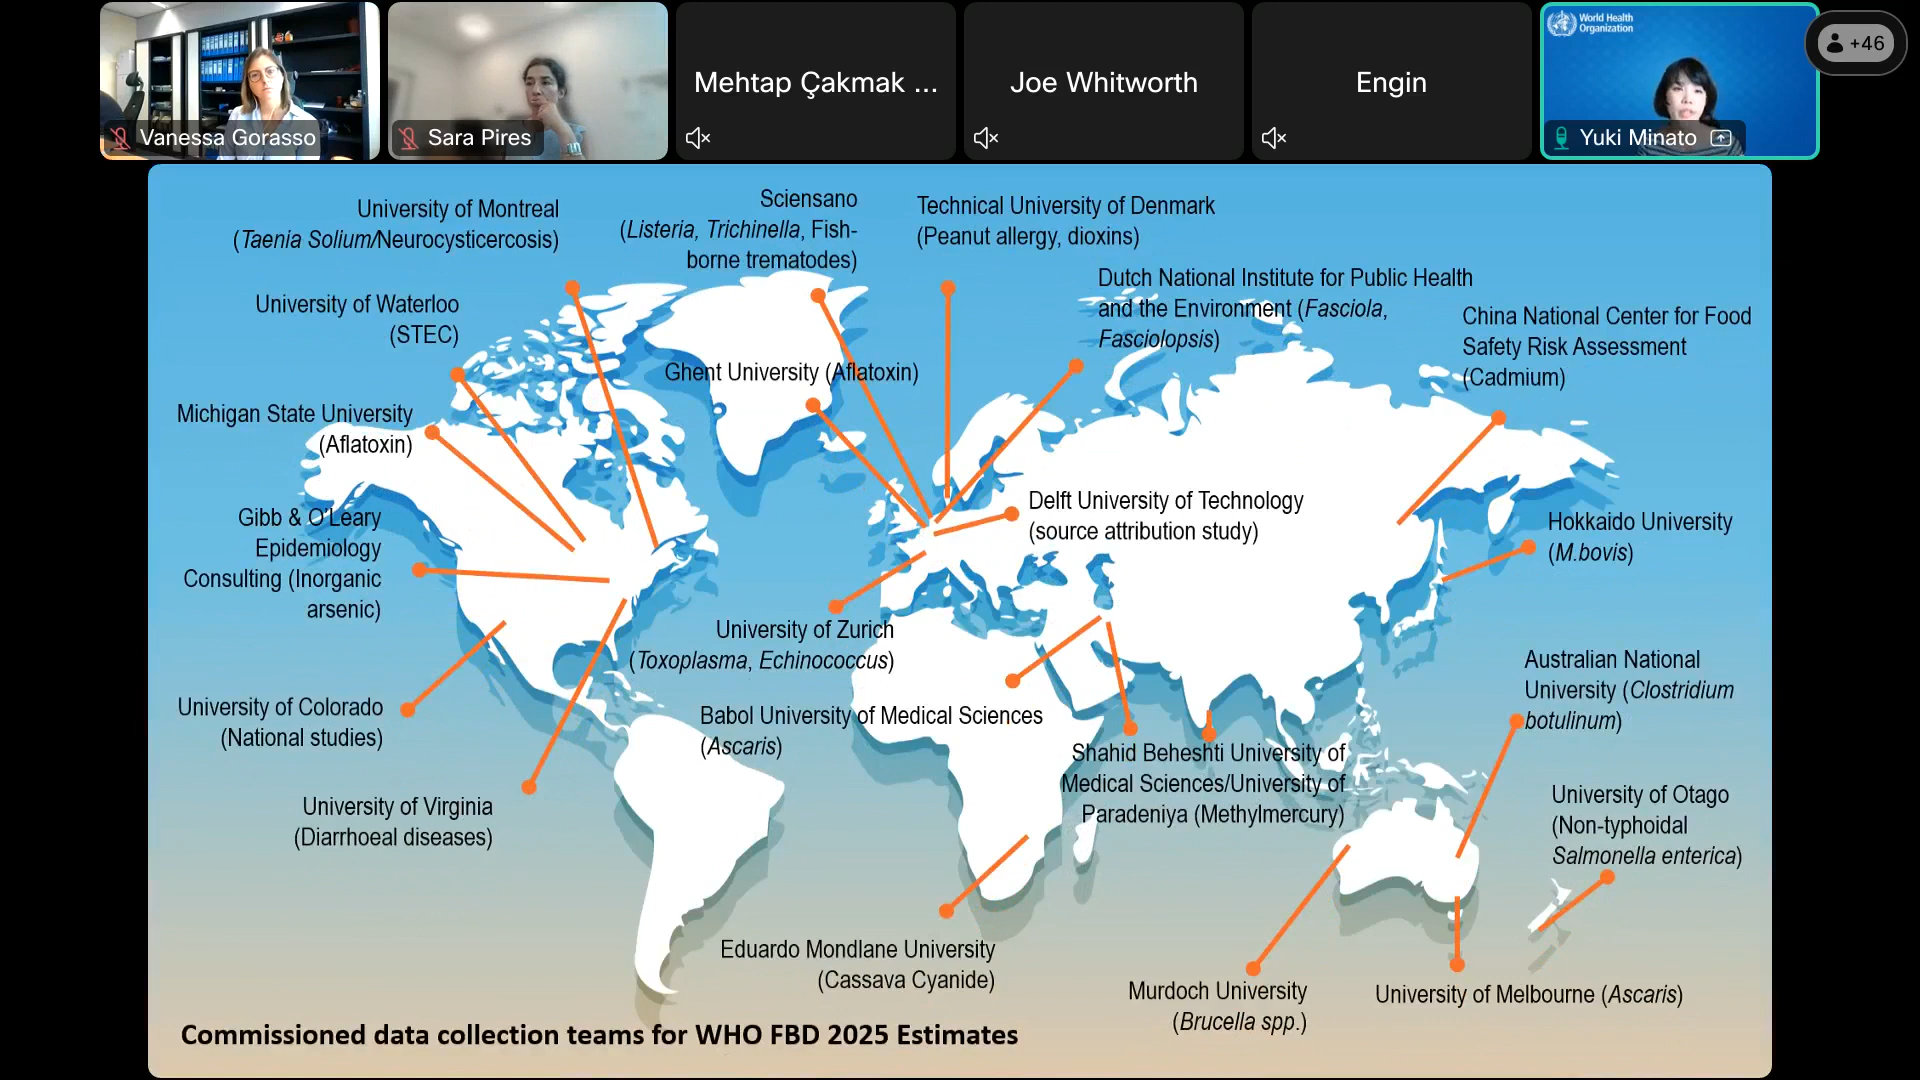 World Health
Organization
+46
Vanessa Gorasso
Sara Pires
Mehtap Çakmak ...
Joe Whitworth
Engin
Yuki Minato
University of Montreal
(Taenia Solium/Neurocysticercosis)
Sciensano
(Listeria, Trichinella, Fish-
borne trematodes)
Technical University of Denmark
(Peanut allergy, dioxins)
Dutch National Institute for Public Health
and the Environment (Fasciola,
Fasciolopsis)
University of Waterloo
(STEC)
China National Center for Food
Safety Risk Assessment
(Cadmium)
Ghent University (Aflatoxin)
Michigan State University
(Aflatoxin)
Delft University of Technology
(source attribution study)
Gibb & O'Leary
Epidemiology
Consulting (Inorganic
arsenic)
Hokkaido University
(M.bovis)
University of Zurich
(Toxoplasma, Echinococcus)
Australian National
University (Clostridium
botulinum)
University of Colorado
(National studies)
Babol University of Medical Sciences
(Ascaris)
Shahid Beheshti University of
Medical Sciences/University of
Paradeniya (Methylmercury)
University of Virginia
(Diarrhoeal diseases)
University of Otago
(Non-typhoidal
Salmonella enterica)
Eduardo Mondlane University
(Cassava Cyanide)
Murdoch University
(Brucella spp.)
University of Melbourne (Ascaris)
Commissioned data collection teams for WHO FBD 2025 Estimates